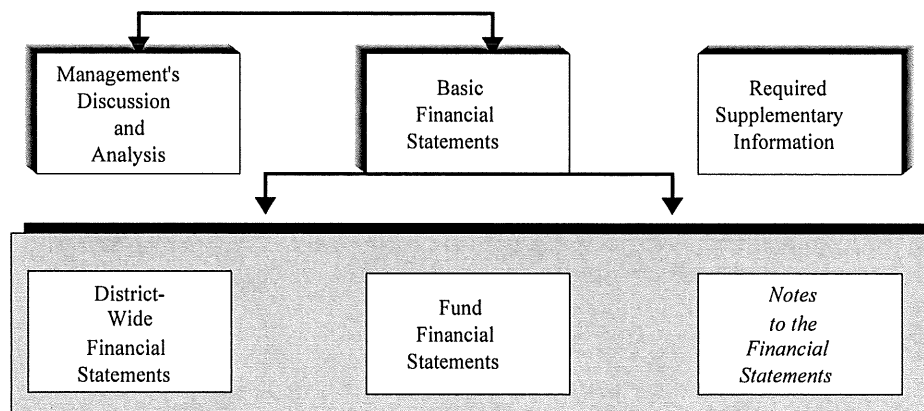 Management's
Discussion
and
Analysis
Basic
Financial
Statements
Required
Supplementary
Information
District-
Wide
Financial
Statements
Fund
Financial
Statements
Notes
to the
Financial
Statements